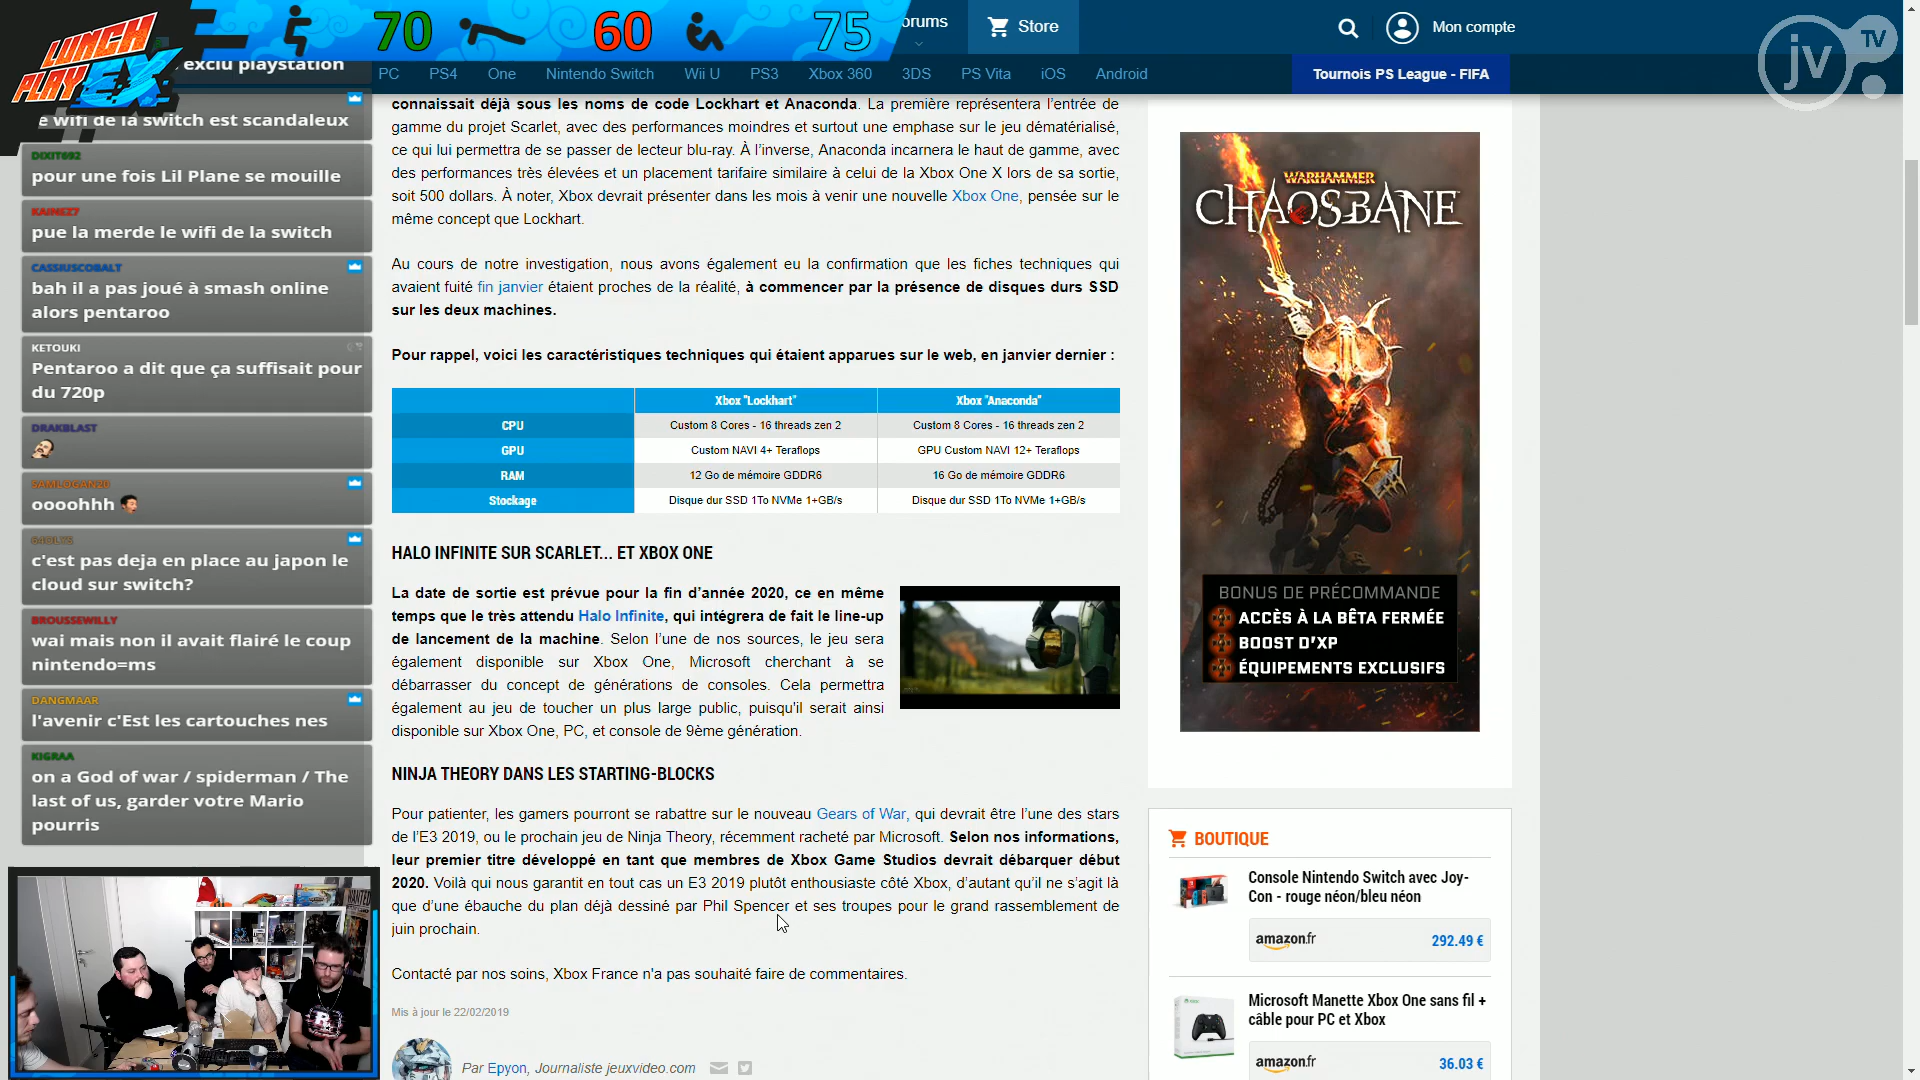 LUNCH
PLAY
EX
70
60
75
orums
Store
Mon compte
jv
TV
PC
PS4
One
Nintendo Switch
Wii U
PS3
Xbox 360
3DS
PS Vita
iOS
Android
Tournois PS League - FIFA
exclu playstation
e wifi de la switch est scandaleux
DIXIT692
pour une fois Lil Plane se mouille
KAINEZ7
pue la merde le wifi de la switch
CASSIUSCOBALT
bah il a pas joué à smash online
alors pentaroo
KETOUKI
Pentaroo a dit que ça suffisait pour
du 720p
DRAKBLAST
SAMLOGAN20
oooohhh
c'est pas deja en place au japon le
cloud sur switch?
BROUSSEWILLY
wai mais non il avait flairé le coup
nintendo=ms
DANGMAAR
l'avenir c'Est les cartouches nes
KIGRAA
on a God of war / spiderman / The
last of us, garder votre Mario
pourris
connaissait déjà sous les noms de code Lockhart et Anaconda. La première représentera l'entrée de
gamme du projet Scarlet, avec des performances moindres et surtout une emphase sur le jeu dématérialisé,
ce qui lui permettra de se passer de lecteur blu-ray. À l'inverse, Anaconda incarnera le haut de gamme, avec
des performances très élevées et un placement tarifaire similaire à celui de la Xbox One X lors de sa sortie,
soit 500 dollars. À noter, Xbox devrait présenter dans les mois à venir une nouvelle Xbox One, pensée sur le
même concept que Lockhart.
Au cours de notre investigation, nous avons également eu la confirmation que les fiches techniques qui
avaient fuité fin janvier étaient proches de la réalité, à commencer par la présence de disques durs SSD
sur les deux machines.
Pour rappel, voici les caractéristiques techniques qui étaient apparues sur le web, en janvier dernier :
Xbox "Lockhart" Xbox "Anaconda"
CPU Custom 8 Cores - 16 threads zen 2 Custom 8 Cores - 16 threads zen 2
GPU Custom NAVI 4+ Teraflops GPU Custom NAVI 12+ Teraflops
RAM 12 Go de mémoire GDDR6 16 Go de mémoire GDDR6
Stockage Disque dur SSD 1To NVMe 1+GB/s Disque dur SSD 1To NVMe 1+GB/s
HALO INFINITE SUR SCARLET... ET XBOX ONE
La date de sortie est prévue pour la fin d'année 2020, ce en même
temps que le très attendu Halo Infinite, qui intégrera de fait le line-up
de lancement de la machine. Selon l'une de nos sources, le jeu sera
également disponible sur Xbox One, Microsoft cherchant à se
débarrasser du concept de générations de consoles. Cela permettra
également au jeu de toucher un plus large public, puisqu'il serait ainsi
disponible sur Xbox One, PC, et console de 9ème génération.
NINJA THEORY DANS LES STARTING-BLOCKS
Pour patienter, les gamers pourront se rabattre sur le nouveau Gears of War, qui devrait être l'une des stars
de l'E3 2019, ou le prochain jeu de Ninja Theory, récemment racheté par Microsoft. Selon nos informations,
leur premier titre développé en tant que membres de Xbox Game Studios devrait débarquer début
2020. Voilà qui nous garantit en tout cas un E3 2019 plutôt enthousiaste côté Xbox, d'autant qu'il ne s'agit là
que d'une ébauche du plan déjà dessiné par Phil Spencer et ses troupes pour le grand rassemblement de
juin prochain.
Contacté par nos soins, Xbox France n'a pas souhaité faire de commentaires.
Mis à jour le 22/02/2019
Par Epyon, Journaliste jeuxvideo.com
WARHAMMER
CHAOSBANE
BONUS DE PRÉCOMMANDE
ACCÈS À LA BÊTA FERMÉE
BOOST D'XP
ÉQUIPEMENTS EXCLUSIFS
BOUTIQUE
Console Nintendo Switch avec Joy-
Con - rouge néon/bleu néon
amazon.fr
292.49 €
Microsoft Manette Xbox One sans fil +
câble pour PC et Xbox
amazon.fr
36.03 €